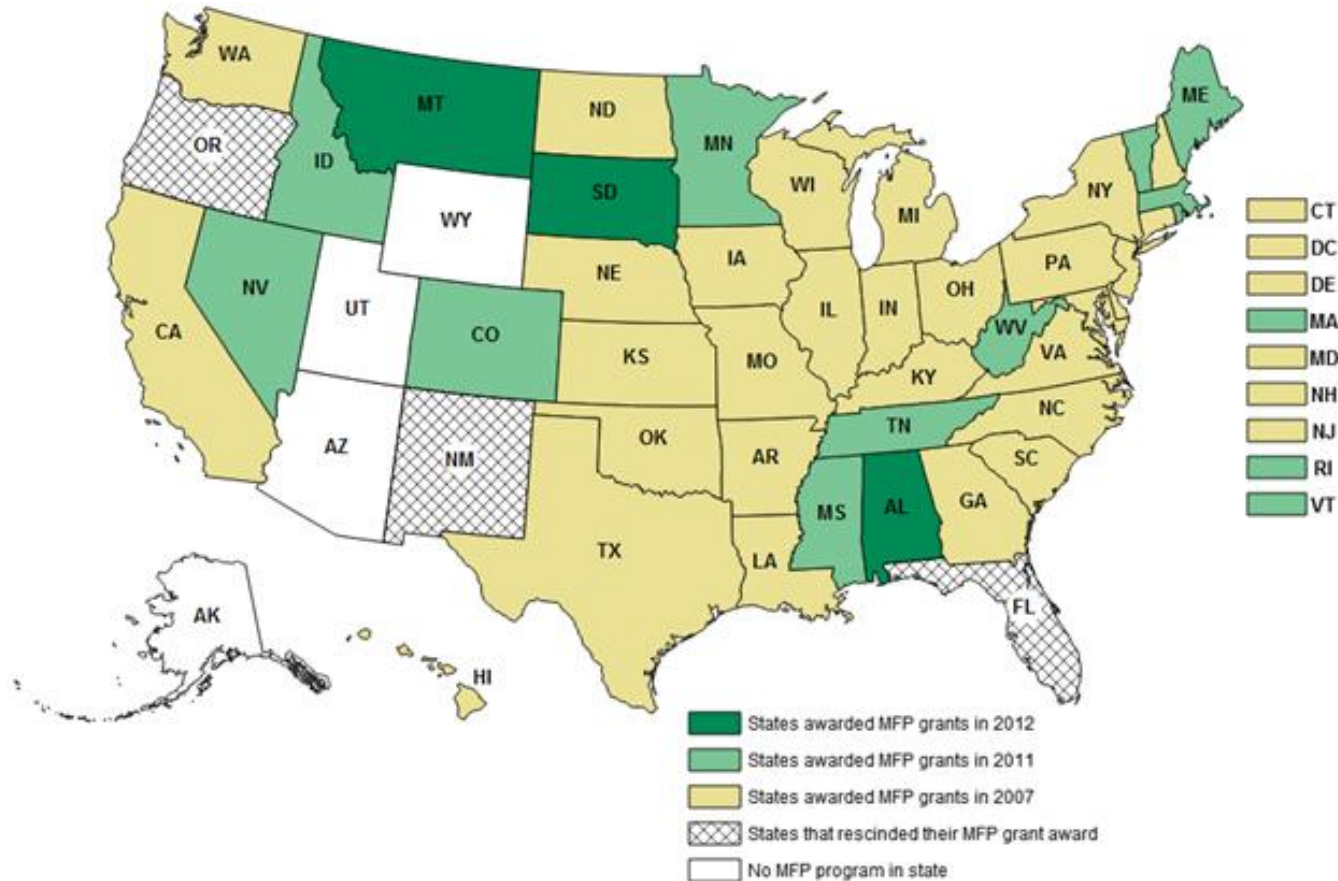 WA
MT
ND
MN
ME
OR
ID
SD
WI
NY
WY
MI
CT
NE
IA
PA
DC
NV
OH
DE
UT
IL
IN
MA
CA
CO
WV
KS
MO
VA
MD
KY
NH
NC
NJ
TN
OK
AZ
NM
AR
SC
RI
MS
AL
GA
VT
TX
LA
FL
AK
HI
States awarded MFP grants in 2012
States awarded MFP grants in 2011
States awarded MFP grants in 2007
States that rescinded their MFP grant award
No MFP program in state